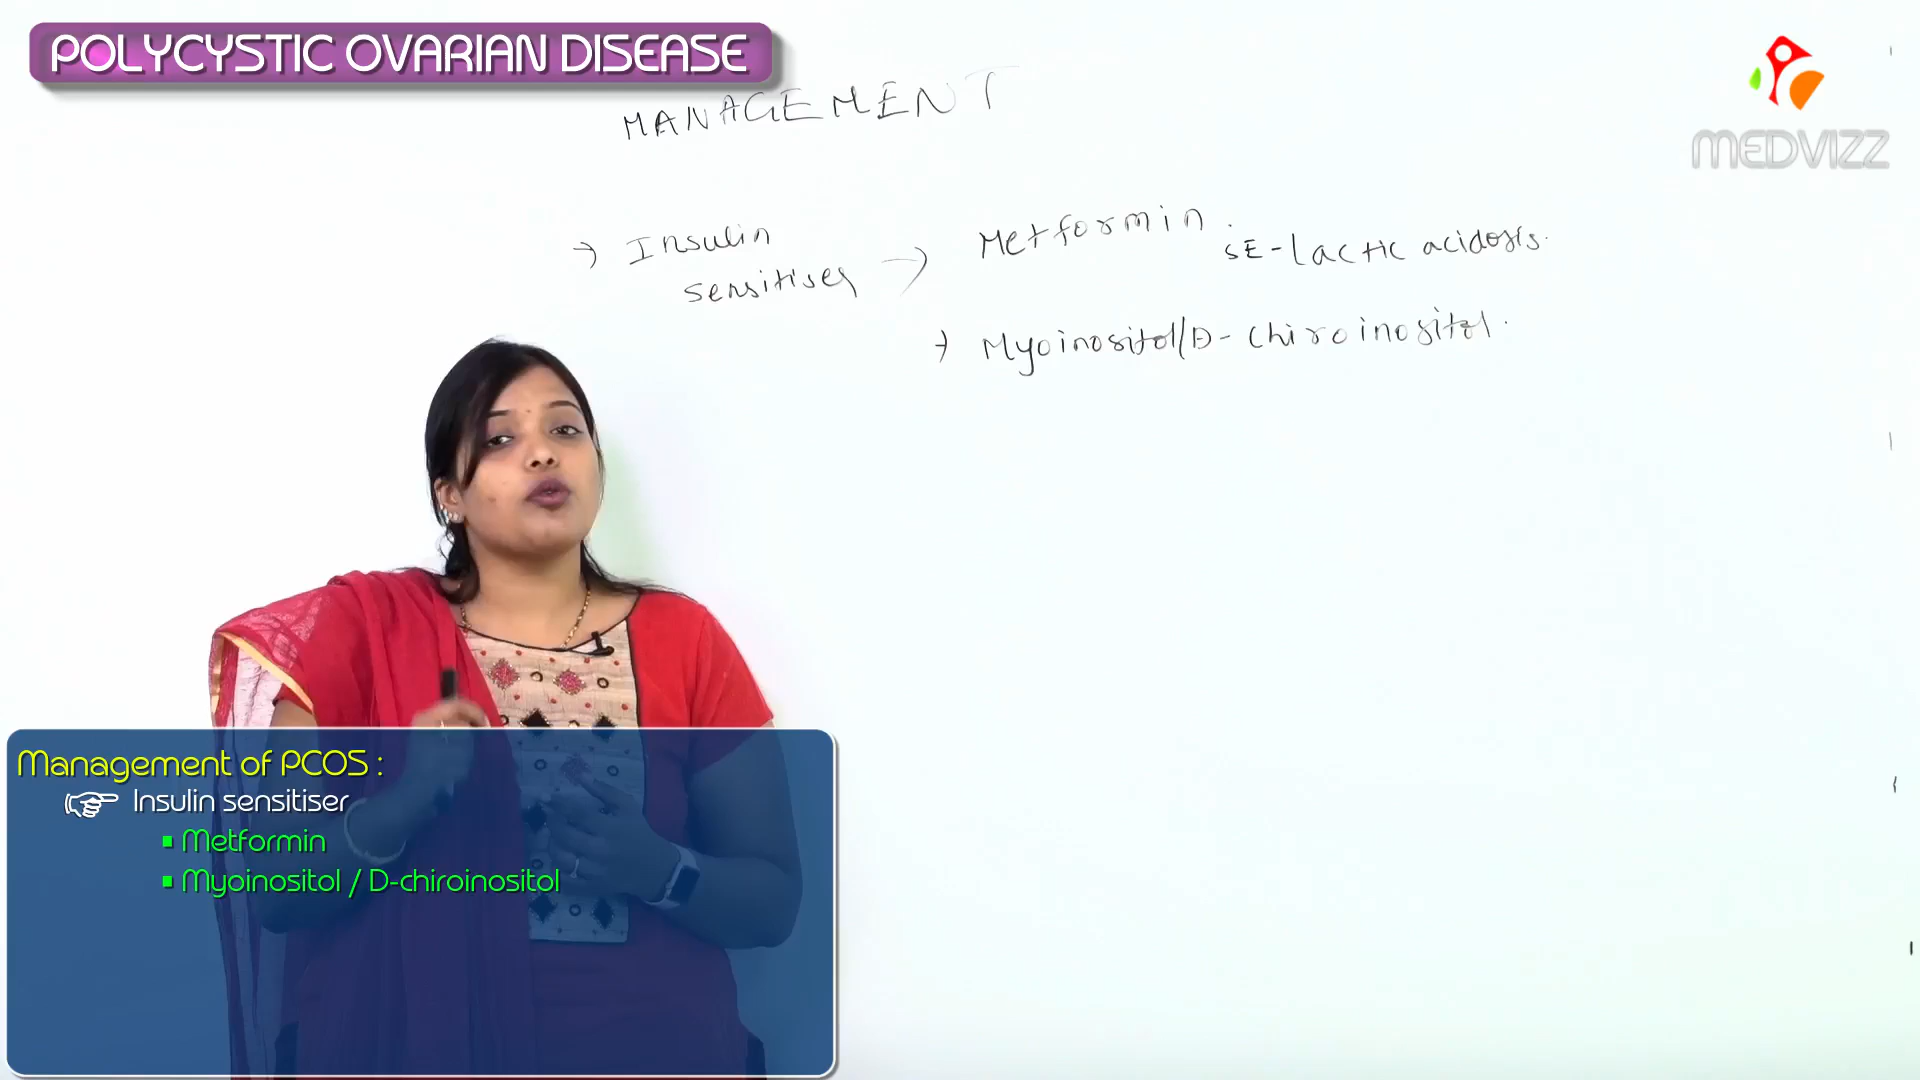 POLYCYSTIC OVARIAN DISEASE
MEDVIZZ
MANAGEMENT
→ Insulin sensitiser → Metformin. SE - Lactic acidosis.
→ Myoinositol/D-chiroinositol.
Management of PCOS :
Insulin sensitiser
▪ Metformin
▪ Myoinositol / D-chiroinositol